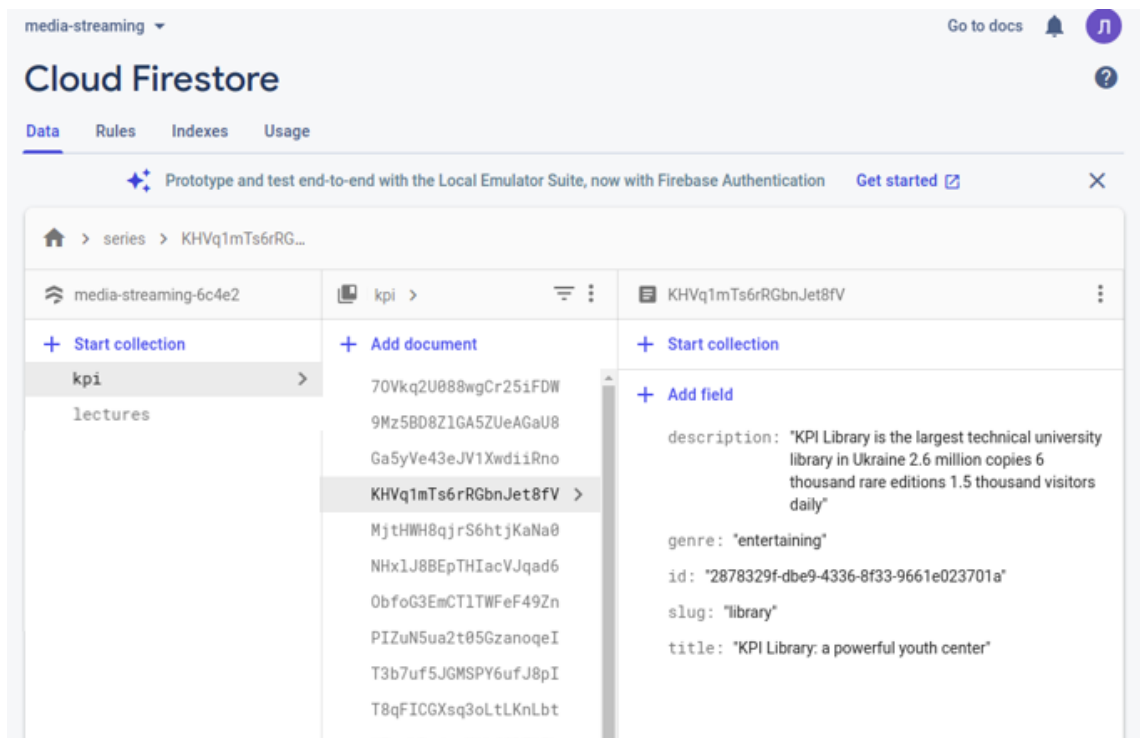 media-streaming
Go to docs
Л
Cloud Firestore
Data Rules Indexes Usage
Prototype and test end-to-end with the Local Emulator Suite, now with Firebase Authentication Get started
series KHVq1mTs6rRG...
media-streaming-6c4e2
kpi
KHVq1mTs6rRGbnJet8fV
+ Start collection
kpi
lectures
+ Add document
7OVkq2U088wgCr25iFDW
9Mz5BD8ZlGA5ZUeAGaU8
Ga5yVe43eJV1XwdiiRno
KHVq1mTs6rRGbnJet8fV
MjtHWH8qjrS6htjKaNa0
NHxlJ8BEpTHIacVJqad6
ObfoG3EmCTlTWFeF49Zn
PIZuN5ua2t05GzanoqeI
T3b7uf5JGMSPY6ufJ8pI
T8qFICGXsq3oLtLKnLbt
+ Start collection
+ Add field
description: "KPI Library is the largest technical university
library in Ukraine 2.6 million copies 6
thousand rare editions 1.5 thousand visitors
daily"
genre: "entertaining"
id: "2878329f-dbe9-4336-8f33-9661e023701a"
slug: "library"
title: "KPI Library: a powerful youth center"